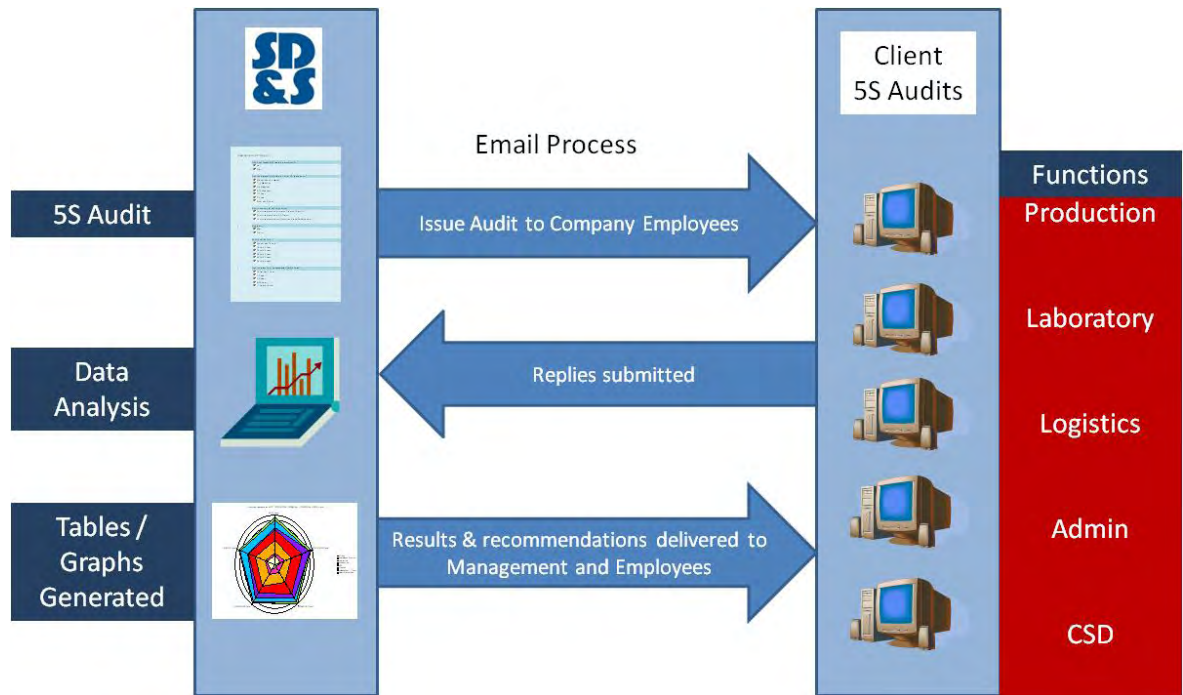 SD
&S
Client
5S Audits
Email Process
Functions
5S Audit
Issue Audit to Company Employees
Production
Laboratory
Data
Analysis
Replies submitted
Logistics
Tables /
Graphs
Generated
Results & recommendations delivered to
Management and Employees
Admin
CSD